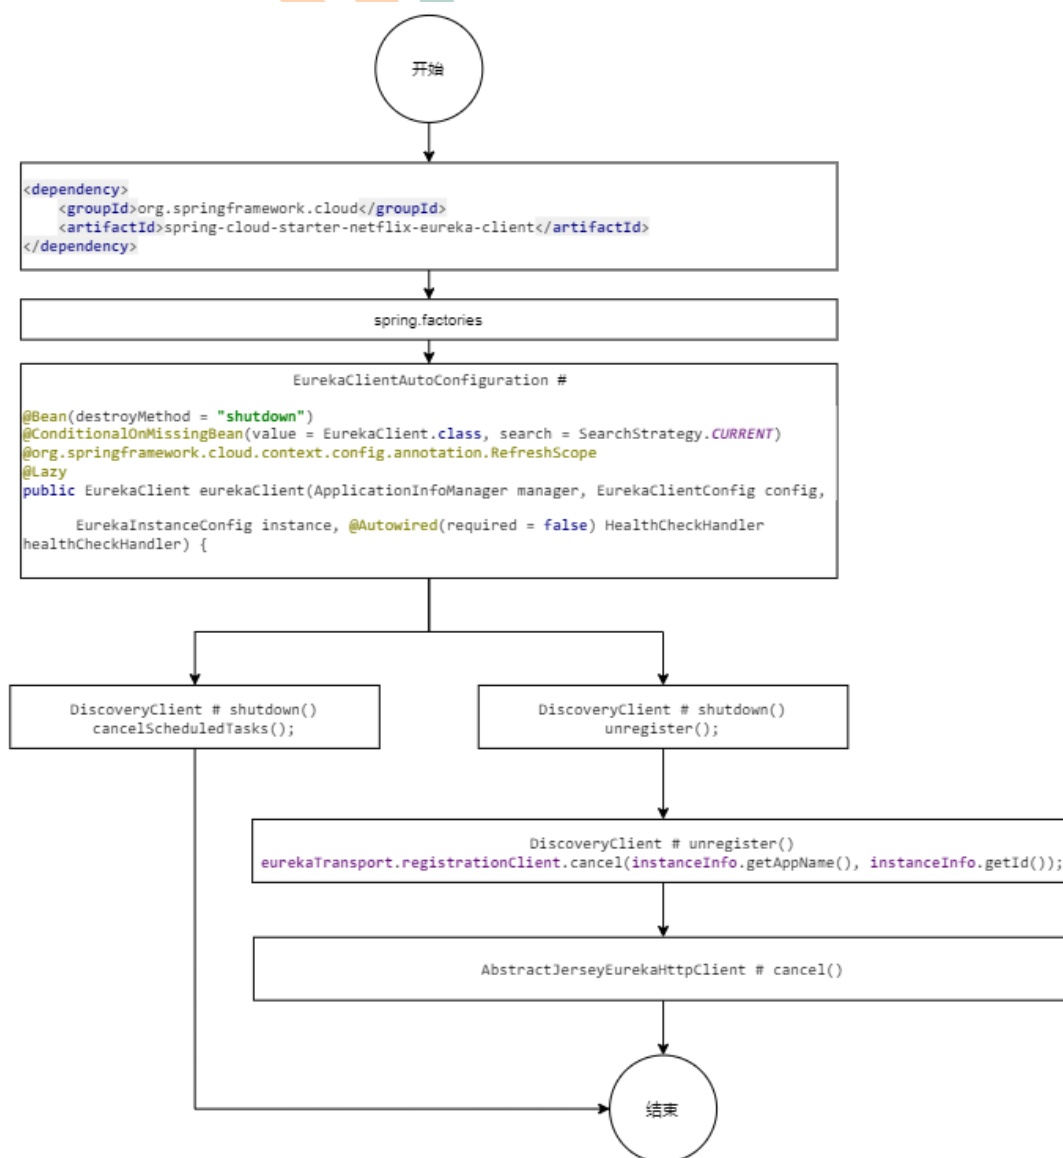 开始
<dependency>
<groupId>org.springframework.cloud</groupId>
<artifactId>spring-cloud-starter-netflix-eureka-client</artifactId>
</dependency>
spring.factories
EurekaClientAutoConfiguration #
@Bean(destroyMethod = "shutdown")
@ConditionalOnMissingBean(value = EurekaClient.class, search = SearchStrategy.CURRENT)
@org.springframework.cloud.context.config.annotation.RefreshScope
@Lazy
public EurekaClient eurekaClient(ApplicationInfoManager manager, EurekaClientConfig config,
EurekaInstanceConfig instance, @Autowired(required = false) HealthCheckHandler
healthCheckHandler) {
DiscoveryClient # shutdown()
cancelScheduledTasks();
DiscoveryClient # shutdown()
unregister();
DiscoveryClient # unregister()
eurekaTransport.registrationClient.cancel(instanceInfo.getAppName(), instanceInfo.getId());
AbstractJerseyEurekaHttpClient # cancel()
结束